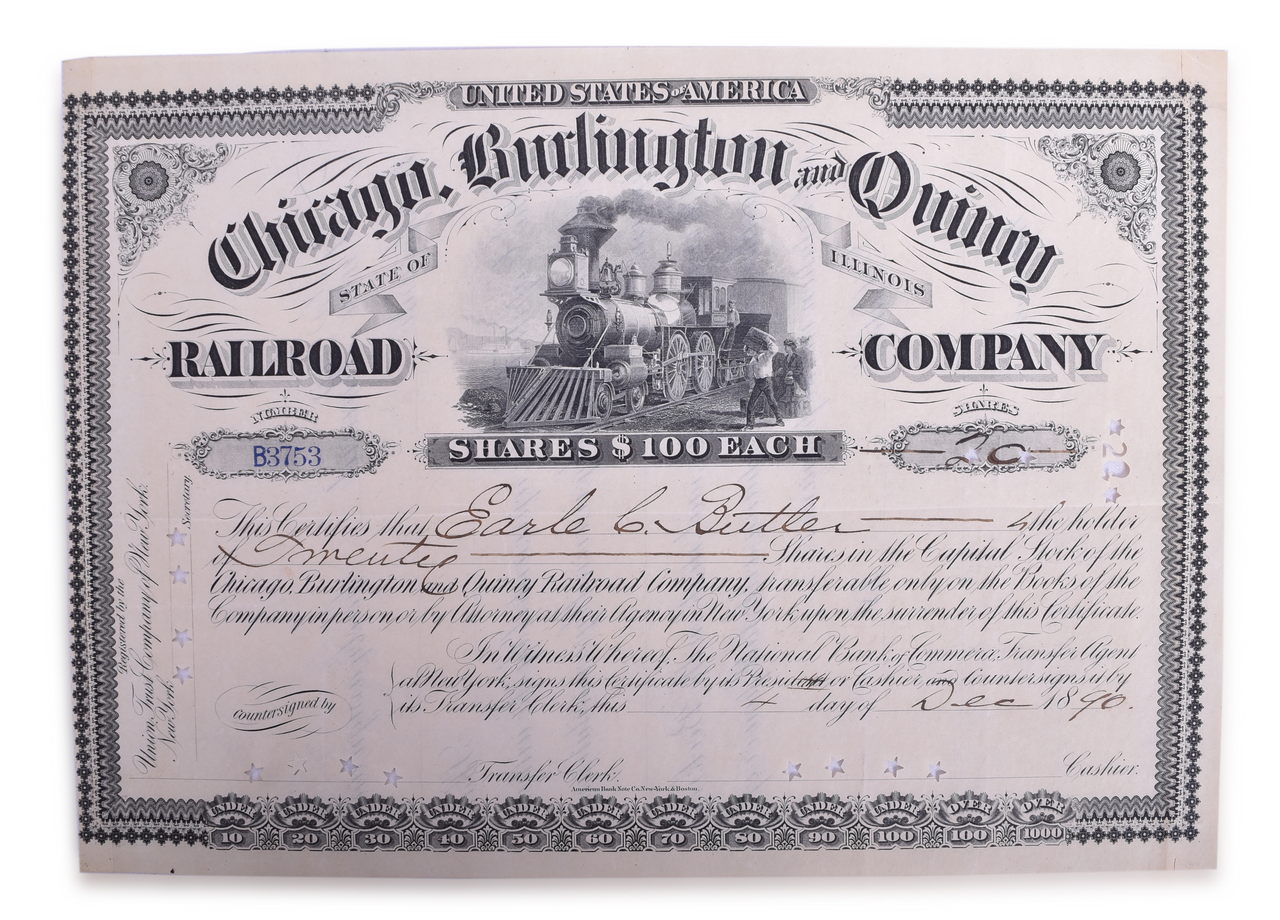 UNITED STATES OF AMERICA
Chicago, Burlington and Quincy
STATE OF ILLINOIS
RAILROAD COMPANY
NUMBER
SHARES
B3753
SHARES $100 EACH
20
22
This Certifies that Earle C. Butler is the holder
of Twenty Shares in the Capital Stock of the
Chicago, Burlington and Quincy Railroad Company, transferable only on the Books of the
Company in person or by Attorney at their Agency in New York, upon the surrender of this Certificate.
In Witness Whereof, The National Bank of Commerce, Transfer Agent
at New York, signs this Certificate by its President or Cashier and Countersigns it by
its Transfer Clerk, this 4 day of Dec 1890.
Countersigned by
Transfer Clerk.
Cashier.
Registered by the
Union Trust Company of New York.
New York
Secretary.
American Bank Note Co. New-York & Boston.
UNDER UNDER UNDER UNDER UNDER UNDER UNDER UNDER UNDER UNDER OVER OVER
10 20 30 40 50 60 70 80 90 100 100 1000